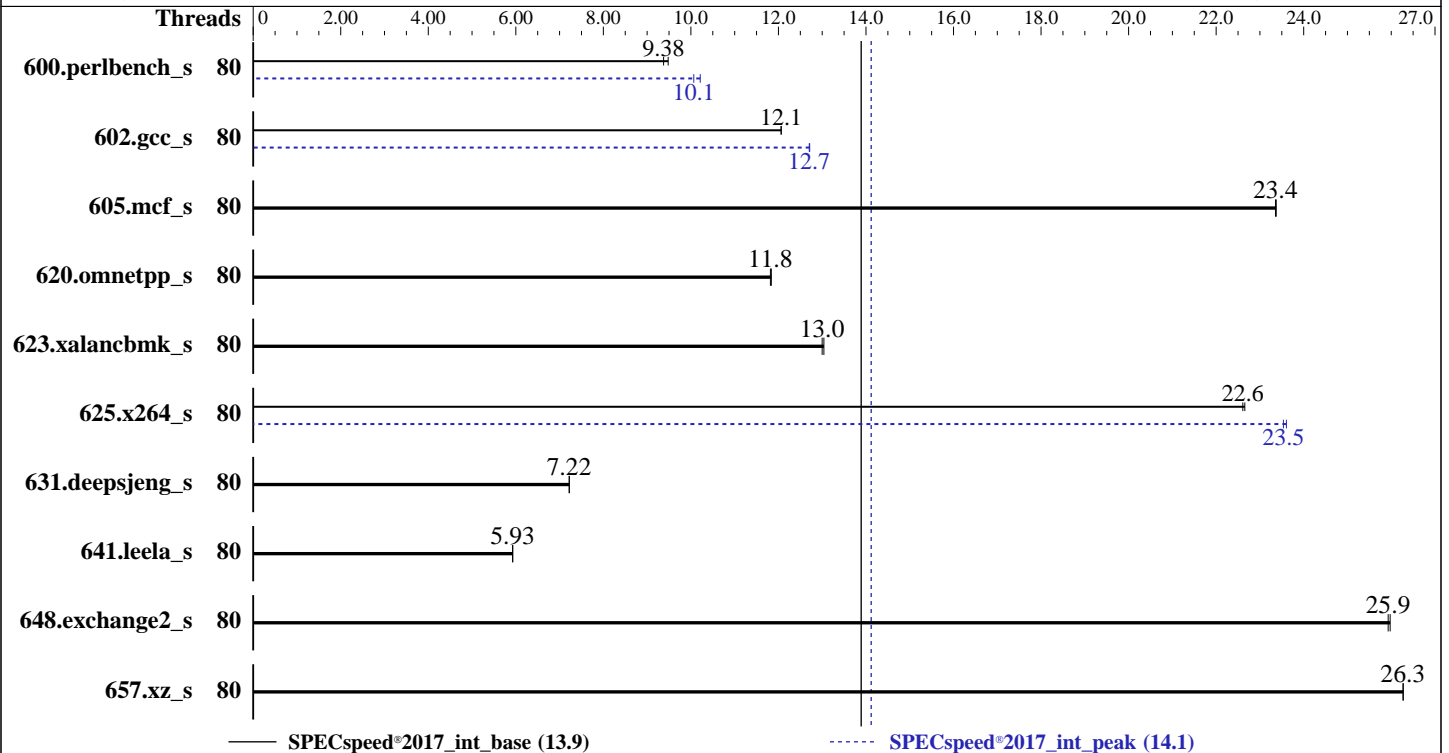 Threads 0 2.00 4.00 6.00 8.00 10.0 12.0 14.0 16.0 18.0 20.0 22.0 24.0 27.0
600.perlbench_s 80 9.38
10.1
602.gcc_s 80 12.1
12.7
605.mcf_s 80 23.4
620.omnetpp_s 80 11.8
623.xalancbmk_s 80 13.0
625.x264_s 80 22.6
23.5
631.deepsjeng_s 80 7.22
641.leela_s 80 5.93
648.exchange2_s 80 25.9
657.xz_s 80 26.3
SPECspeed®2017_int_base (13.9) SPECspeed®2017_int_peak (14.1)